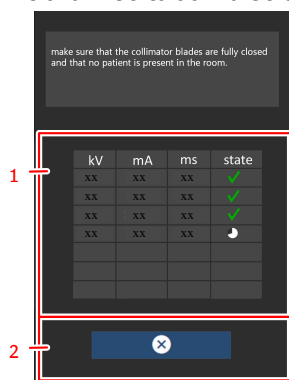 make sure that the collimator blades are fully closed
and that no patient is present in the room.
kV mA ms state
xx xx xx
xx xx xx
xx xx xx
xx xx xx
1
2